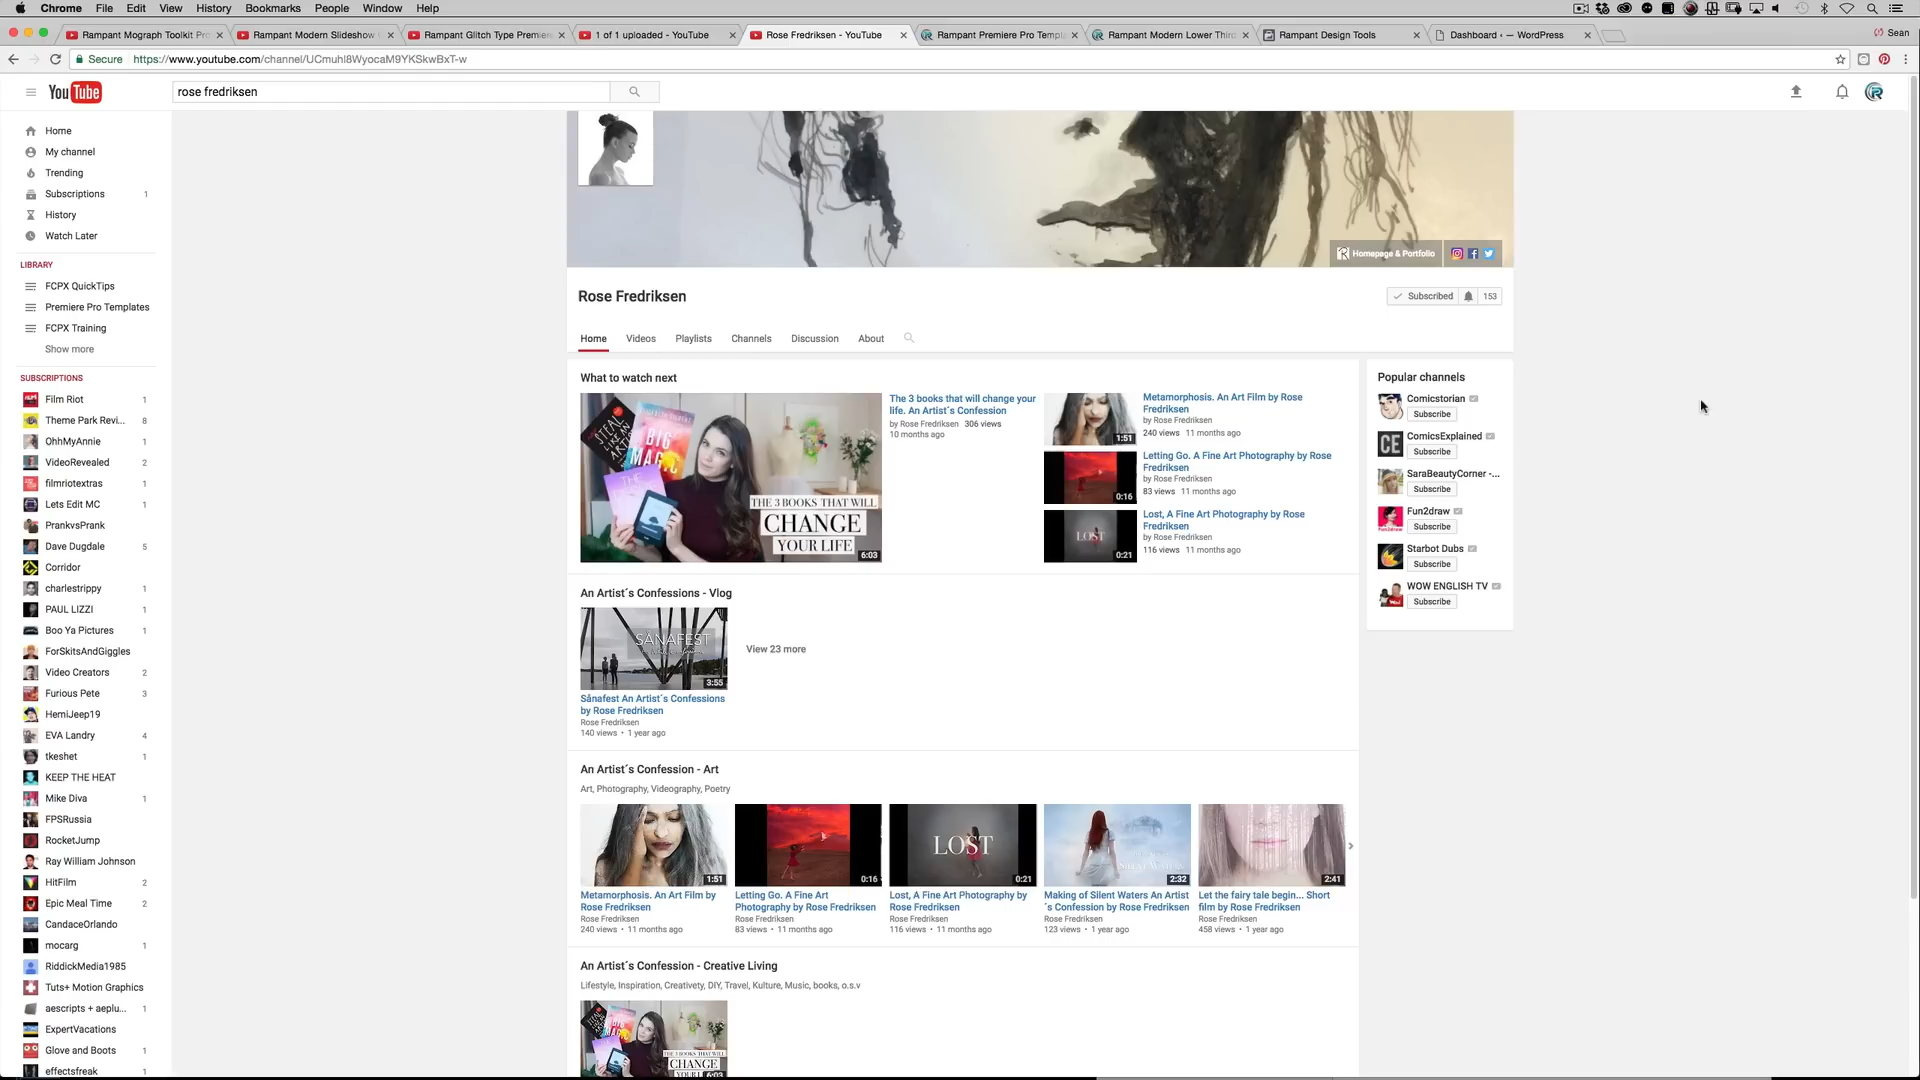 Chrome File Edit View History Bookmarks People Window Help
Rampant Mograph Toolkit Pr
Rampant Modern Slideshow
Rampant Glitch Type Premier
1 of 1 uploaded - YouTube
Rose Fredriksen - YouTube
Rampant Premiere Pro Templ
Rampant Modern Lower Thir
Rampant Design Tools
Dashboard ‹ — WordPress
Sean
Secure https://www.youtube.com/channel/UCmuhl8WyocaM9YKSkwBxT-w
YouTube
rose fredriksen
Home
My channel
Trending
Subscriptions 1
History
Watch Later
LIBRARY
FCPX QuickTips
Premiere Pro Templates
FCPX Training
Show more
SUBSCRIPTIONS
Film Riot 1
Theme Park Revi... 8
OhhMyAnnie 1
VideoRevealed 2
filmriotextras 1
Lets Edit MC 1
PrankvsPrank
Dave Dugdale 5
Corridor
charlestrippy 1
PAUL LIZZI 1
Boo Ya Pictures 1
ForSkitsAndGiggles
Video Creators 2
Furious Pete 3
HemiJeep19
EVA Landry 4
tkeshet 1
KEEP THE HEAT
Mike Diva 1
FPSRussia
RocketJump
Ray William Johnson
HitFilm 2
Epic Meal Time 2
CandaceOrlando
mocarg 1
RiddickMedia1985
Tuts+ Motion Graphics
aescripts + aeplu... 1
ExpertVacations
Glove and Boots 1
effectsfreak 1
Homepage & Portfolio
Rose Fredriksen
Subscribed 153
Home Videos Playlists Channels Discussion About
What to watch next
STEAL LIKE AN ARTIST
BIG MAGIC
THE 3 BOOKS THAT WILL
CHANGE
YOUR LIFE
6:03
The 3 books that will change your
life. An Artist´s Confession
by Rose Fredriksen 306 views
10 months ago
1:51
Metamorphosis. An Art Film by Rose
Fredriksen
by Rose Fredriksen
240 views 11 months ago
0:16
Letting Go. A Fine Art Photography by Rose
Fredriksen
by Rose Fredriksen
83 views 11 months ago
LOST
0:21
Lost, A Fine Art Photography by Rose
Fredriksen
by Rose Fredriksen
116 views 11 months ago
Popular channels
Comicstorian
Subscribe
CE
ComicsExplained
Subscribe
SaraBeautyCorner -...
Subscribe
Fun2draw
Subscribe
Starbot Dubs
Subscribe
WOW ENGLISH TV
Subscribe
An Artist´s Confessions - Vlog
SANAFEST
3:55
View 23 more
Sånafest An Artist´s Confessions
by Rose Fredriksen
Rose Fredriksen
140 views • 1 year ago
An Artist´s Confession - Art
Art, Photography, Videography, Poetry
1:51
Metamorphosis. An Art Film by
Rose Fredriksen
Rose Fredriksen
240 views • 11 months ago
0:16
Letting Go. A Fine Art
Photography by Rose Fredriksen
Rose Fredriksen
83 views • 11 months ago
LOST
0:21
Lost, A Fine Art Photography by
Rose Fredriksen
Rose Fredriksen
116 views • 11 months ago
2:32
Making of Silent Waters An Artist
´s Confession by Rose Fredriksen
Rose Fredriksen
123 views • 1 year ago
2:41
Let the fairy tale begin... Short
film by Rose Fredriksen
Rose Fredriksen
458 views • 1 year ago
An Artist´s Confession - Creative Living
Lifestyle, Inspiration, Creativety, DIY, Travel, Kulture, Music, books, o.s.v
THE 3 BOOKS THAT WILL
CHANGE
6:03